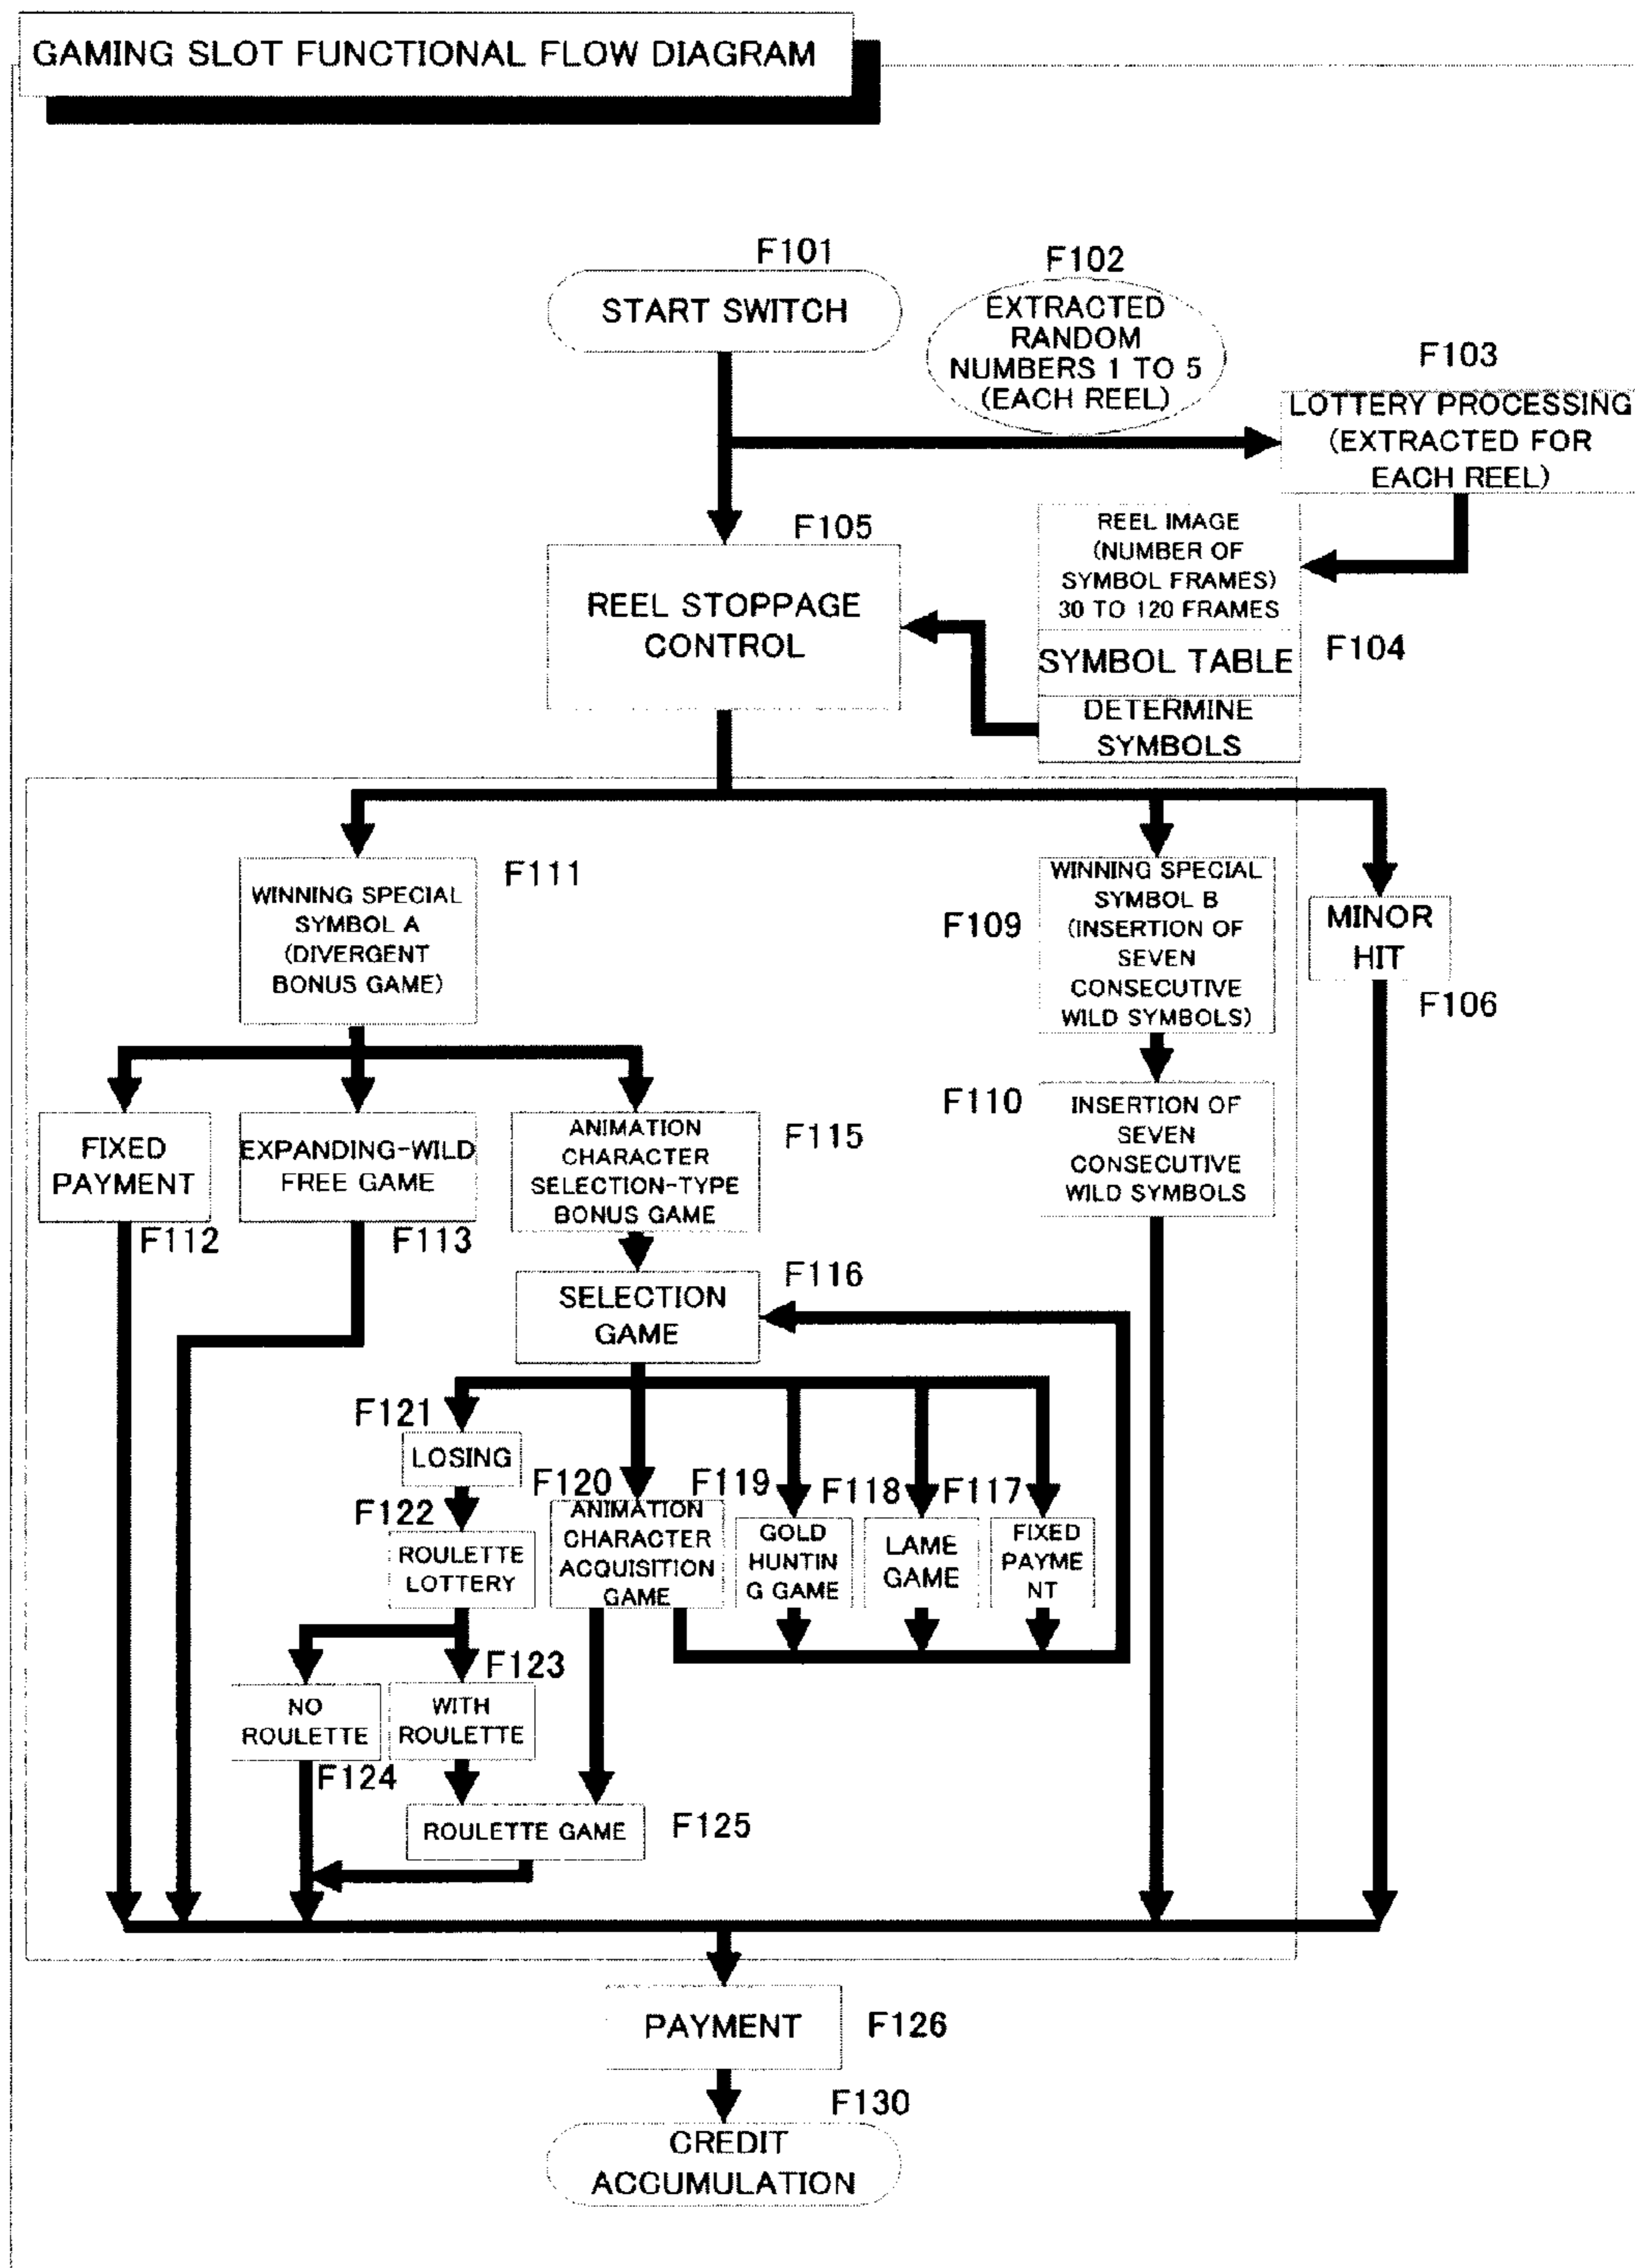 GAMING SLOT FUNCTIONAL FLOW DIAGRAM
F101
START SWITCH
F102
EXTRACTED
RANDOM
NUMBERS 1 TO 5
(EACH REEL)
F103
LOTTERY PROCESSING
(EXTRACTED FOR
EACH REEL)
F105
REEL STOPPAGE
CONTROL
REEL IMAGE
(NUMBER OF
SYMBOL FRAMES)
30 TO 120 FRAMES
SYMBOL TABLE
F104
DETERMINE
SYMBOLS
F111
WINNING SPECIAL
SYMBOL A
(DIVERGENT
BONUS GAME)
F109
WINNING SPECIAL
SYMBOL B
(INSERTION OF
SEVEN
CONSECUTIVE
WILD SYMBOLS)
MINOR
HIT
F106
FIXED
PAYMENT
F112
EXPANDING-WILD
FREE GAME
F113
ANIMATION
CHARACTER
SELECTION-TYPE
BONUS GAME
F115
F110
INSERTION OF
SEVEN
CONSECUTIVE
WILD SYMBOLS
SELECTION
GAME
F116
F121
LOSING
F122
ROULETTE
LOTTERY
F120
ANIMATION
CHARACTER
ACQUISITION
GAME
F119
GOLD
HUNTIN
G GAME
F118
LAME
GAME
F117
FIXED
PAYME
NT
F123
NO
ROULETTE
F124
WITH
ROULETTE
ROULETTE GAME
F125
PAYMENT
F126
F130
CREDIT
ACCUMULATION